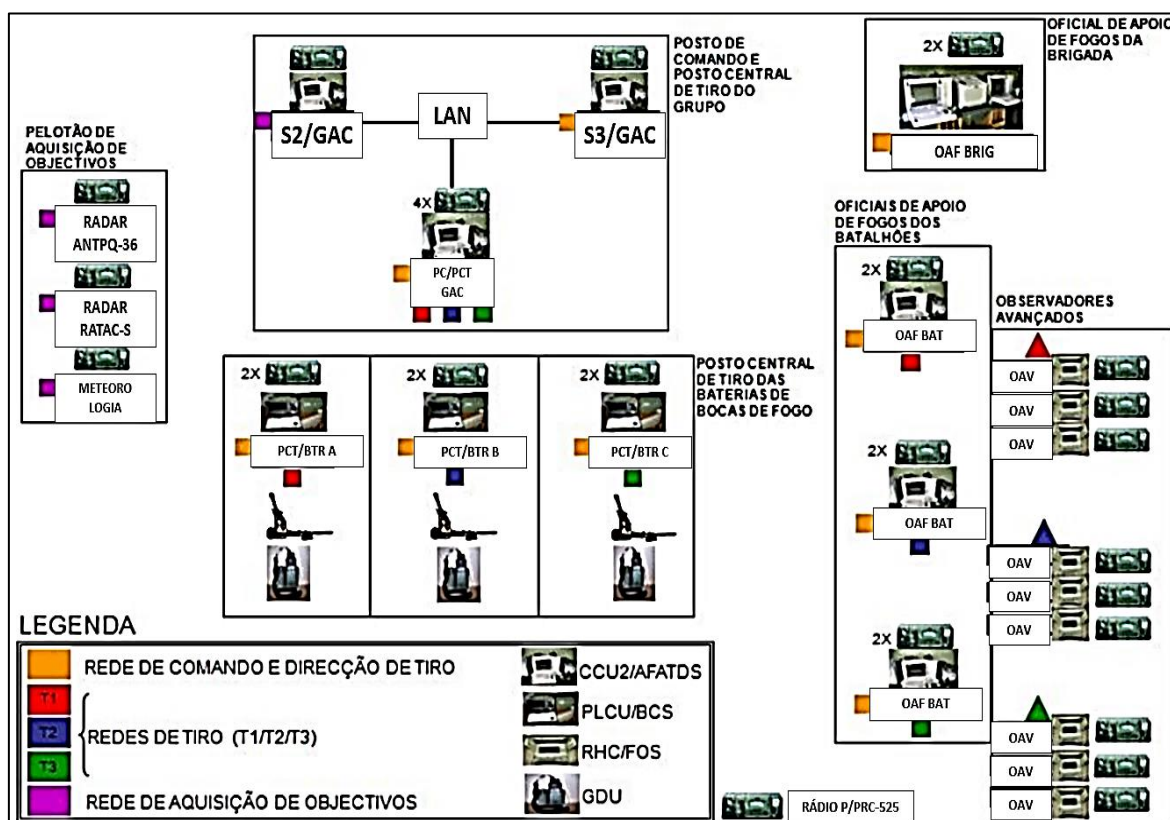 POSTO DE
COMANDO E
POSTO CENTRAL
DE TIRO DO
GRUPO
S2/GAC
LAN
S3/GAC
4X
PC/PCT
GAC
OFICIAL DE APOIO
DE FOGOS DA
BRIGADA
2X
OAF BRIG
PELOTÃO DE
AQUISIÇÃO DE
OBJECTIVOS
RADAR
ANTPQ-36
RADAR
RATAC-S
METEORO
LOGIA
POSTO CENTRAL
DE TIRO DAS
BATERIAS DE
BOCAS DE FOGO
2X
PCT/BTR A
2X
PCT/BTR B
2X
PCT/BTR C
OFICIAIS DE APOIO
DE FOGOS DOS
BATALHÕES
2X
OAF BAT
2X
OAF BAT
2X
OAF BAT
OBSERVADORES
AVANÇADOS
OAV
OAV
OAV
OAV
OAV
OAV
OAV
OAV
OAV
LEGENDA
REDE DE COMANDO E DIRECÇÃO DE TIRO
T1
T2
T3
REDES DE TIRO (T1/T2/T3)
REDE DE AQUISIÇÃO DE OBJECTIVOS
CCU2/AFATDS
PLCU/BCS
RHC/FOS
GDU
RÁDIO P/PRC-525